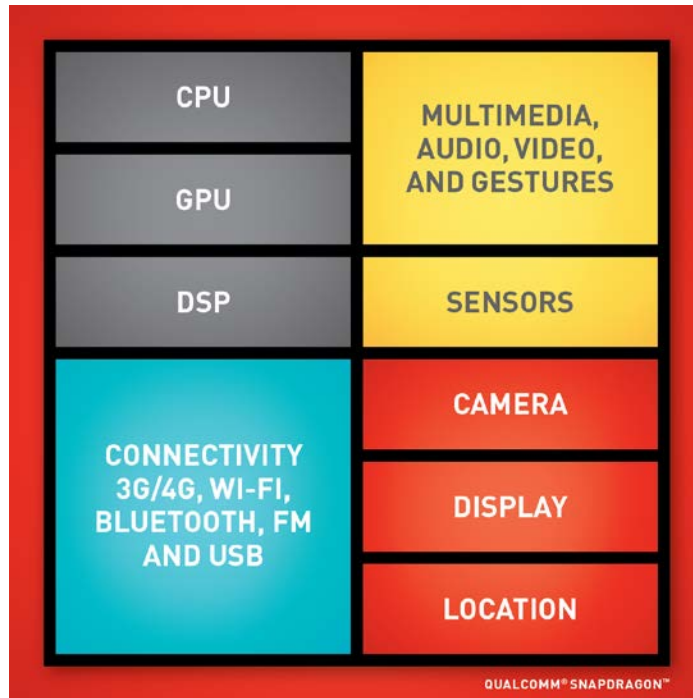 CPU
GPU
DSP
CONNECTIVITY
3G/4G, WI-FI,
BLUETOOTH, FM
AND USB
MULTIMEDIA,
AUDIO, VIDEO,
AND GESTURES
SENSORS
CAMERA
DISPLAY
LOCATION
QUALCOMM® SNAPDRAGON™